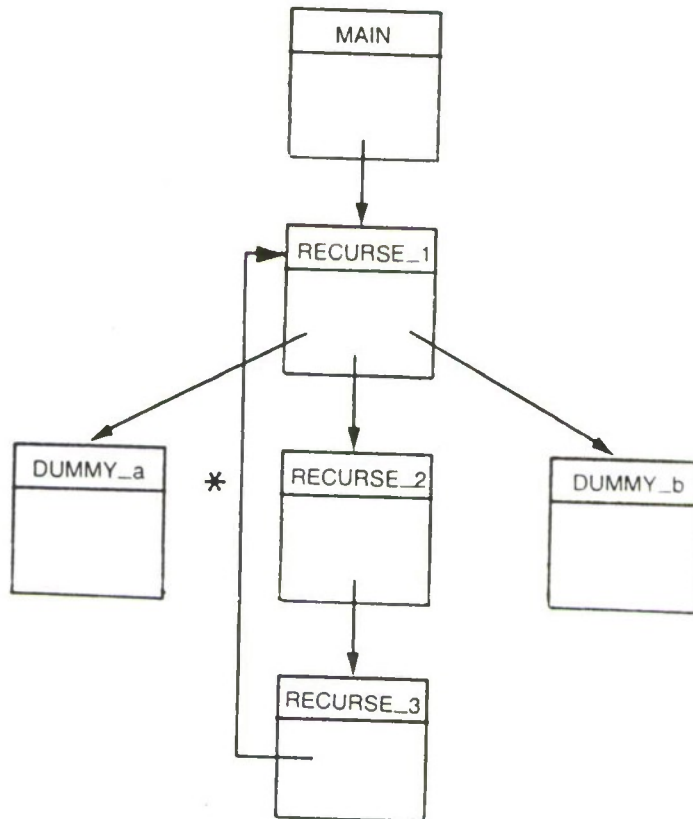 MAIN
RECURSE_1
DUMMY_a
*
RECURSE_2
DUMMY_b
RECURSE_3